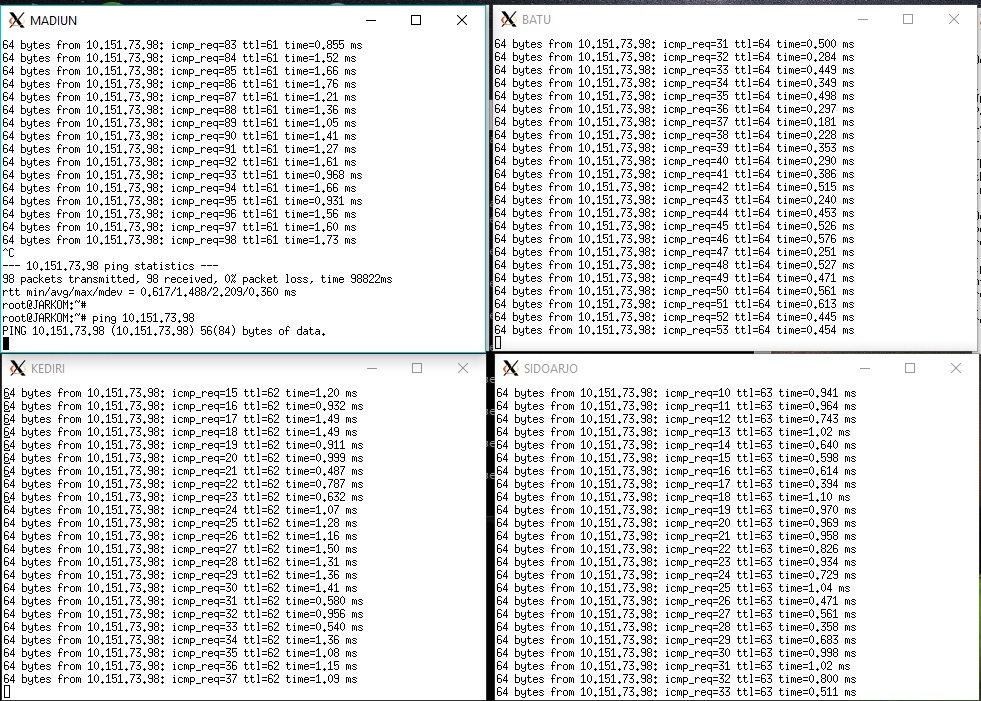 MADIUN
64 bytes from 10.151.73.98: icmp_req=83 ttl=61 time=0.855 ms
64 bytes from 10.151.73.98: icmp_req=84 ttl=61 time=1.52 ms
64 bytes from 10.151.73.98: icmp_req=85 ttl=61 time=1.66 ms
64 bytes from 10.151.73.98: icmp_req=86 ttl=61 time=1.76 ms
64 bytes from 10.151.73.98: icmp_req=87 ttl=61 time=1.21 ms
64 bytes from 10.151.73.98: icmp_req=88 ttl=61 time=1.36 ms
64 bytes from 10.151.73.98: icmp_req=89 ttl=61 time=1.05 ms
64 bytes from 10.151.73.98: icmp_req=90 ttl=61 time=1.41 ms
64 bytes from 10.151.73.98: icmp_req=91 ttl=61 time=1.27 ms
64 bytes from 10.151.73.98: icmp_req=92 ttl=61 time=1.61 ms
64 bytes from 10.151.73.98: icmp_req=93 ttl=61 time=0.968 ms
64 bytes from 10.151.73.98: icmp_req=94 ttl=61 time=1.66 ms
64 bytes from 10.151.73.98: icmp_req=95 ttl=61 time=0.931 ms
64 bytes from 10.151.73.98: icmp_req=96 ttl=61 time=1.56 ms
64 bytes from 10.151.73.98: icmp_req=97 ttl=61 time=1.60 ms
64 bytes from 10.151.73.98: icmp_req=98 ttl=61 time=1.73 ms
^C
--- 10.151.73.98 ping statistics ---
98 packets transmitted, 98 received, 0% packet loss, time 98822ms
rtt min/avg/max/mdev = 0.617/1.488/2.209/0.360 ms
root@JARKOM:~#
root@JARKOM:~# ping 10.151.73.98
PING 10.151.73.98 (10.151.73.98) 56(84) bytes of data.
BATU
64 bytes from 10.151.73.98: icmp_req=31 ttl=64 time=0.500 ms
64 bytes from 10.151.73.98: icmp_req=32 ttl=64 time=0.284 ms
64 bytes from 10.151.73.98: icmp_req=33 ttl=64 time=0.449 ms
64 bytes from 10.151.73.98: icmp_req=34 ttl=64 time=0.349 ms
64 bytes from 10.151.73.98: icmp_req=35 ttl=64 time=0.498 ms
64 bytes from 10.151.73.98: icmp_req=36 ttl=64 time=0.297 ms
64 bytes from 10.151.73.98: icmp_req=37 ttl=64 time=0.181 ms
64 bytes from 10.151.73.98: icmp_req=38 ttl=64 time=0.228 ms
64 bytes from 10.151.73.98: icmp_req=39 ttl=64 time=0.353 ms
64 bytes from 10.151.73.98: icmp_req=40 ttl=64 time=0.290 ms
64 bytes from 10.151.73.98: icmp_req=41 ttl=64 time=0.386 ms
64 bytes from 10.151.73.98: icmp_req=42 ttl=64 time=0.515 ms
64 bytes from 10.151.73.98: icmp_req=43 ttl=64 time=0.240 ms
64 bytes from 10.151.73.98: icmp_req=44 ttl=64 time=0.453 ms
64 bytes from 10.151.73.98: icmp_req=45 ttl=64 time=0.526 ms
64 bytes from 10.151.73.98: icmp_req=46 ttl=64 time=0.576 ms
64 bytes from 10.151.73.98: icmp_req=47 ttl=64 time=0.251 ms
64 bytes from 10.151.73.98: icmp_req=48 ttl=64 time=0.527 ms
64 bytes from 10.151.73.98: icmp_req=49 ttl=64 time=0.471 ms
64 bytes from 10.151.73.98: icmp_req=50 ttl=64 time=0.561 ms
64 bytes from 10.151.73.98: icmp_req=51 ttl=64 time=0.613 ms
64 bytes from 10.151.73.98: icmp_req=52 ttl=64 time=0.445 ms
64 bytes from 10.151.73.98: icmp_req=53 ttl=64 time=0.454 ms
KEDIRI
64 bytes from 10.151.73.98: icmp_req=15 ttl=62 time=1.20 ms
64 bytes from 10.151.73.98: icmp_req=16 ttl=62 time=0.932 ms
64 bytes from 10.151.73.98: icmp_req=17 ttl=62 time=1.49 ms
64 bytes from 10.151.73.98: icmp_req=18 ttl=62 time=1.49 ms
64 bytes from 10.151.73.98: icmp_req=19 ttl=62 time=0.911 ms
64 bytes from 10.151.73.98: icmp_req=20 ttl=62 time=0.999 ms
64 bytes from 10.151.73.98: icmp_req=21 ttl=62 time=0.487 ms
64 bytes from 10.151.73.98: icmp_req=22 ttl=62 time=0.787 ms
64 bytes from 10.151.73.98: icmp_req=23 ttl=62 time=0.632 ms
64 bytes from 10.151.73.98: icmp_req=24 ttl=62 time=1.07 ms
64 bytes from 10.151.73.98: icmp_req=25 ttl=62 time=1.28 ms
64 bytes from 10.151.73.98: icmp_req=26 ttl=62 time=1.16 ms
64 bytes from 10.151.73.98: icmp_req=27 ttl=62 time=1.50 ms
64 bytes from 10.151.73.98: icmp_req=28 ttl=62 time=1.31 ms
64 bytes from 10.151.73.98: icmp_req=29 ttl=62 time=1.36 ms
64 bytes from 10.151.73.98: icmp_req=30 ttl=62 time=1.41 ms
64 bytes from 10.151.73.98: icmp_req=31 ttl=62 time=0.580 ms
64 bytes from 10.151.73.98: icmp_req=32 ttl=62 time=0.956 ms
64 bytes from 10.151.73.98: icmp_req=33 ttl=62 time=0.540 ms
64 bytes from 10.151.73.98: icmp_req=34 ttl=62 time=1.36 ms
64 bytes from 10.151.73.98: icmp_req=35 ttl=62 time=1.08 ms
64 bytes from 10.151.73.98: icmp_req=36 ttl=62 time=1.15 ms
64 bytes from 10.151.73.98: icmp_req=37 ttl=62 time=1.09 ms
SIDOARJO
64 bytes from 10.151.73.98: icmp_req=10 ttl=63 time=0.941 ms
64 bytes from 10.151.73.98: icmp_req=11 ttl=63 time=0.964 ms
64 bytes from 10.151.73.98: icmp_req=12 ttl=63 time=0.743 ms
64 bytes from 10.151.73.98: icmp_req=13 ttl=63 time=1.02 ms
64 bytes from 10.151.73.98: icmp_req=14 ttl=63 time=0.640 ms
64 bytes from 10.151.73.98: icmp_req=15 ttl=63 time=0.598 ms
64 bytes from 10.151.73.98: icmp_req=16 ttl=63 time=0.614 ms
64 bytes from 10.151.73.98: icmp_req=17 ttl=63 time=0.394 ms
64 bytes from 10.151.73.98: icmp_req=18 ttl=63 time=1.10 ms
64 bytes from 10.151.73.98: icmp_req=19 ttl=63 time=0.970 ms
64 bytes from 10.151.73.98: icmp_req=20 ttl=63 time=0.969 ms
64 bytes from 10.151.73.98: icmp_req=21 ttl=63 time=0.958 ms
64 bytes from 10.151.73.98: icmp_req=22 ttl=63 time=0.826 ms
64 bytes from 10.151.73.98: icmp_req=23 ttl=63 time=0.934 ms
64 bytes from 10.151.73.98: icmp_req=24 ttl=63 time=0.729 ms
64 bytes from 10.151.73.98: icmp_req=25 ttl=63 time=1.04 ms
64 bytes from 10.151.73.98: icmp_req=26 ttl=63 time=0.471 ms
64 bytes from 10.151.73.98: icmp_req=27 ttl=63 time=0.561 ms
64 bytes from 10.151.73.98: icmp_req=28 ttl=63 time=0.358 ms
64 bytes from 10.151.73.98: icmp_req=29 ttl=63 time=0.683 ms
64 bytes from 10.151.73.98: icmp_req=30 ttl=63 time=0.998 ms
64 bytes from 10.151.73.98: icmp_req=31 ttl=63 time=1.02 ms
64 bytes from 10.151.73.98: icmp_req=32 ttl=63 time=0.800 ms
64 bytes from 10.151.73.98: icmp_req=33 ttl=63 time=0.511 ms